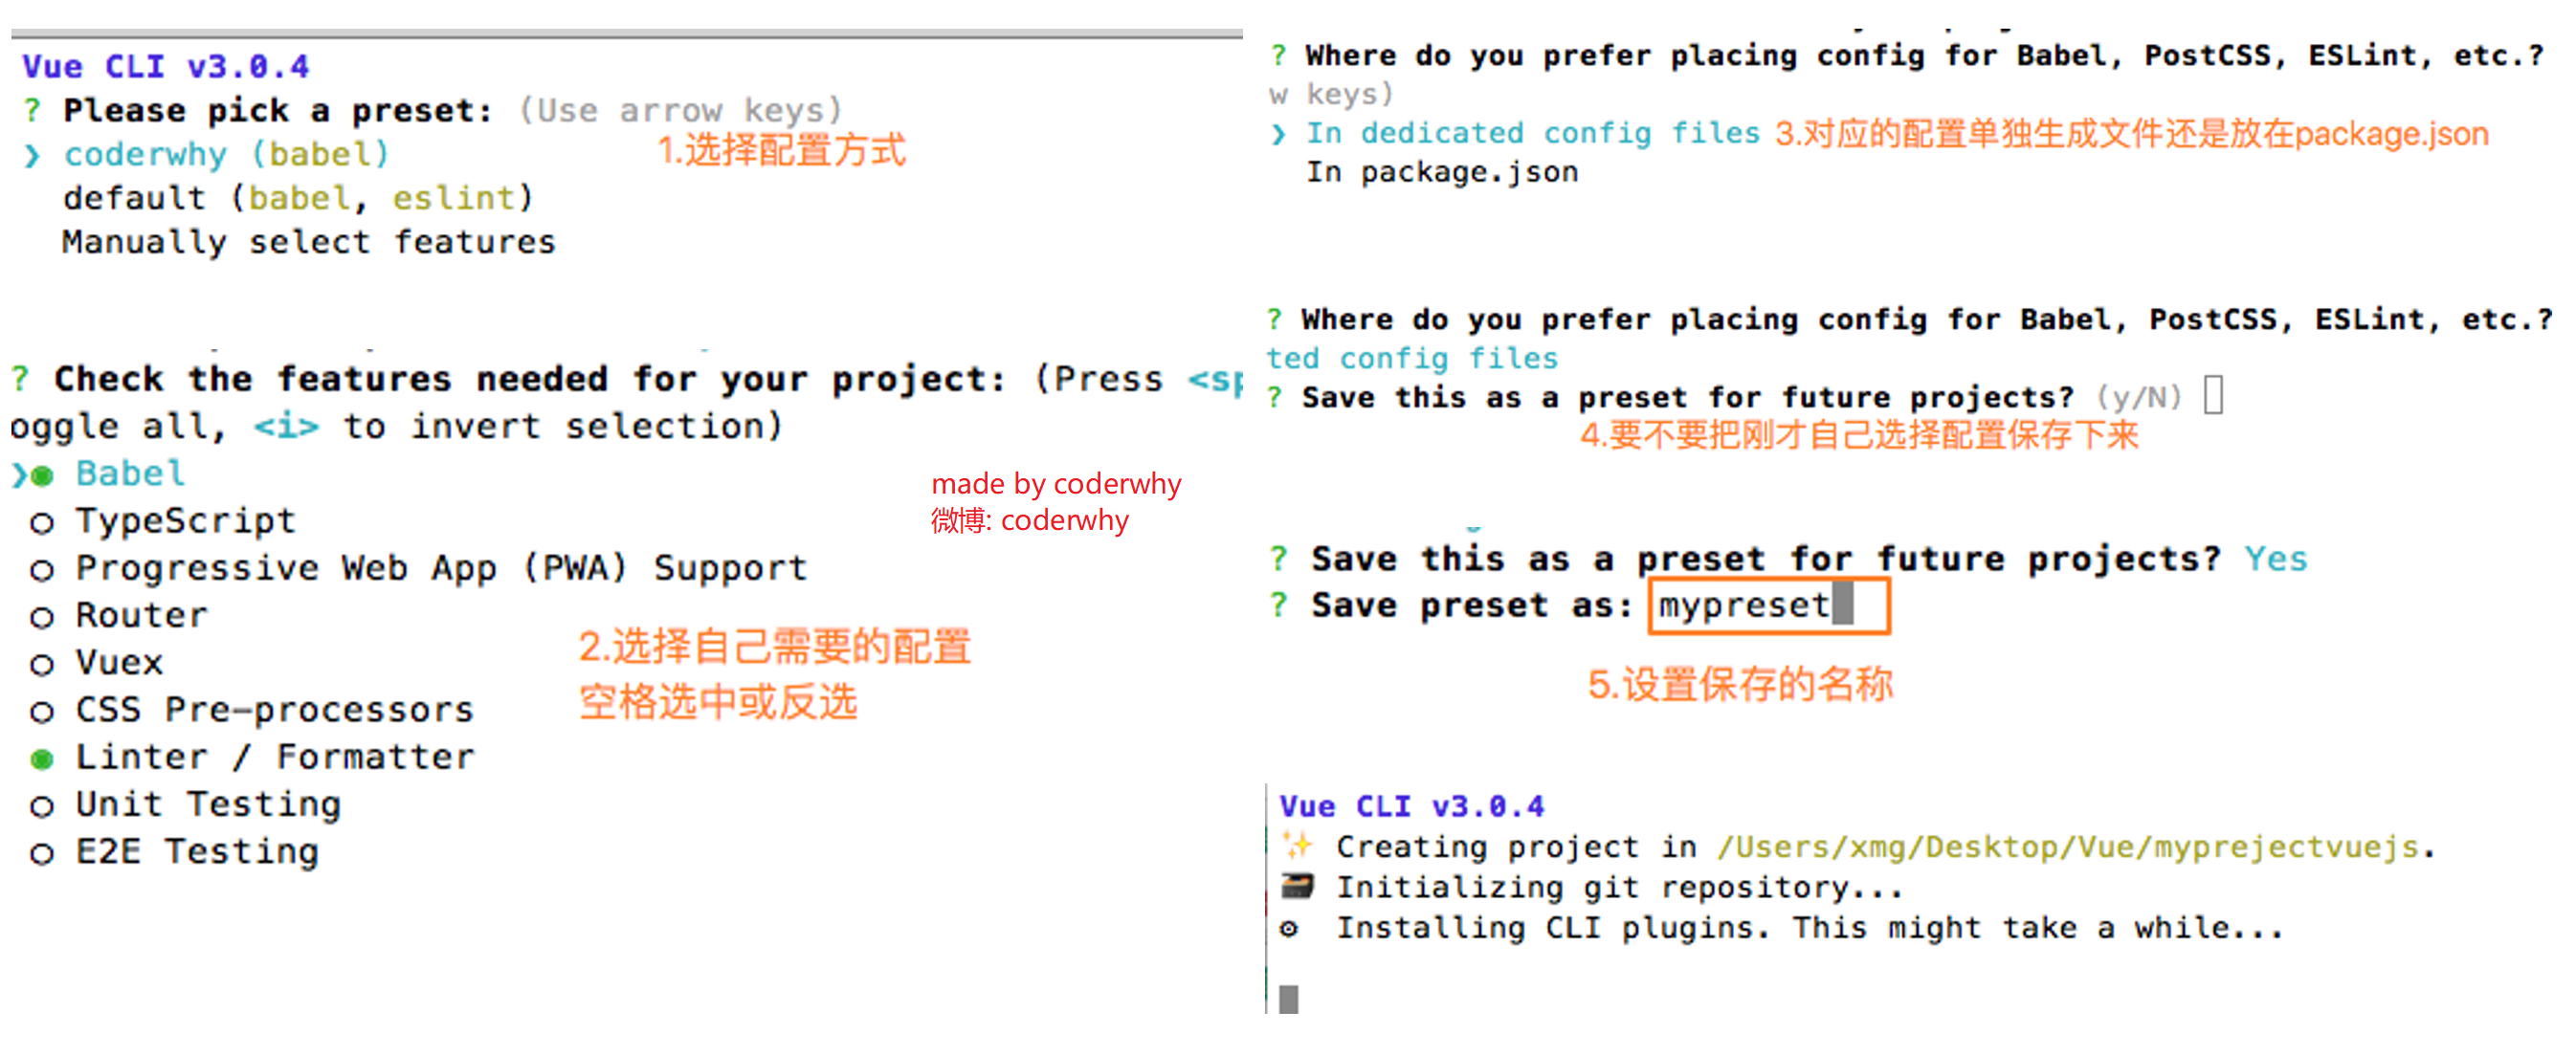 Vue CLI v3.0.4
? Please pick a preset: (Use arrow keys)
❯ coderwhy (babel)
default (babel, eslint)
Manually select features
1.选择配置方式
? Check the features needed for your project: (Press <sp
oggle all, <i> to invert selection)
❯◉ Babel
◯ TypeScript
◯ Progressive Web App (PWA) Support
◯ Router
◯ Vuex
◯ CSS Pre-processors
◉ Linter / Formatter
◯ Unit Testing
◯ E2E Testing
made by coderwhy
微博: coderwhy
2.选择自己需要的配置
空格选中或反选
? Where do you prefer placing config for Babel, PostCSS, ESLint, etc.?
w keys)
❯ In dedicated config files 3.对应的配置单独生成文件还是放在package.json
In package.json
? Where do you prefer placing config for Babel, PostCSS, ESLint, etc.?
ted config files
? Save this as a preset for future projects? (y/N)
4.要不要把刚才自己选择配置保存下来
? Save this as a preset for future projects? Yes
? Save preset as: mypreset
5.设置保存的名称
Vue CLI v3.0.4
✨ Creating project in /Users/xmg/Desktop/Vue/myprejectvuejs.
🗃 Initializing git repository...
⚙ Installing CLI plugins. This might take a while...